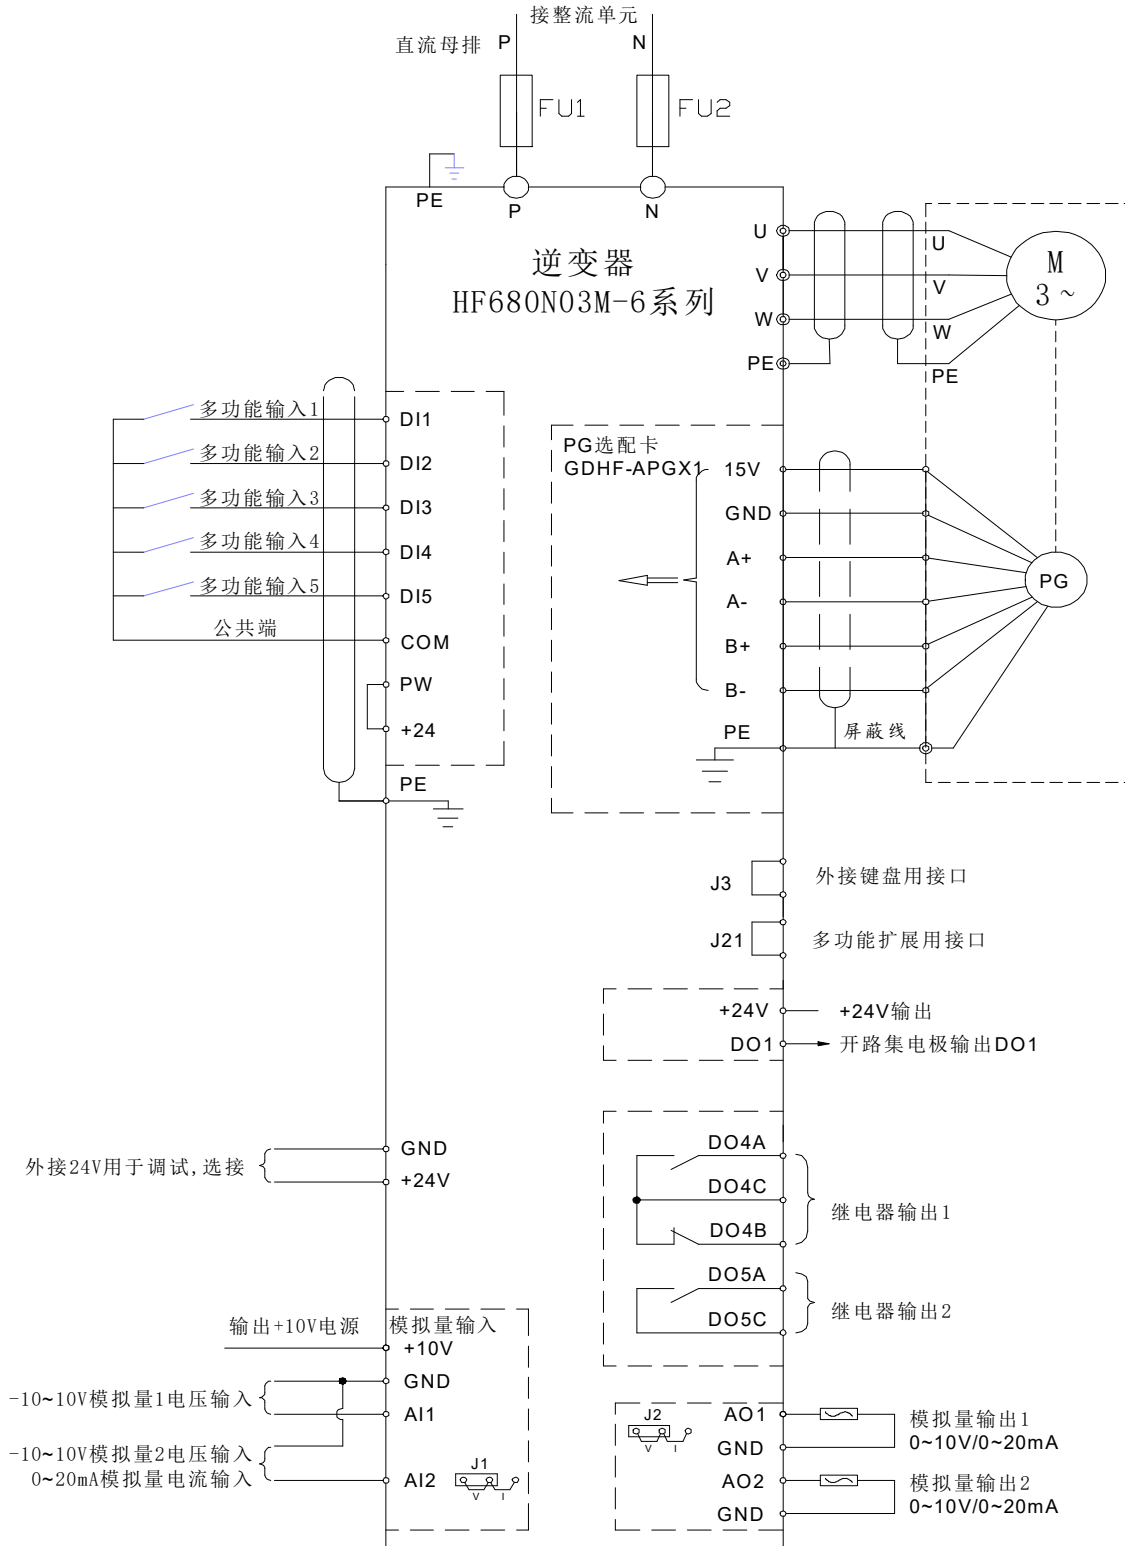 接整流单元
直流母排
P
N
FU1
FU2
PE
P
N
逆变器
HF680N03M-6系列
U
V
W
PE
U
V
W
PE
M
3 ~
多功能输入1
DI1
多功能输入2
DI2
多功能输入3
DI3
多功能输入4
DI4
多功能输入5
DI5
公共端
COM
PW
+24
PE
PG选配卡
GDHF-APGX1
15V
GND
A+
A-
B+
B-
PE
屏蔽线
PG
J3
外接键盘用接口
J21
多功能扩展用接口
+24V
+24V输出
DO1
开路集电极输出DO1
外接24V用于调试,选接
GND
+24V
DO4A
DO4C
DO4B
继电器输出1
DO5A
DO5C
继电器输出2
输出+10V电源
模拟量输入
+10V
GND
-10~10V模拟量1电压输入
AI1
-10~10V模拟量2电压输入
0~20mA模拟量电流输入
AI2
J1
V
I
J2
V
I
AO1
GND
模拟量输出1
0~10V/0~20mA
AO2
GND
模拟量输出2
0~10V/0~20mA